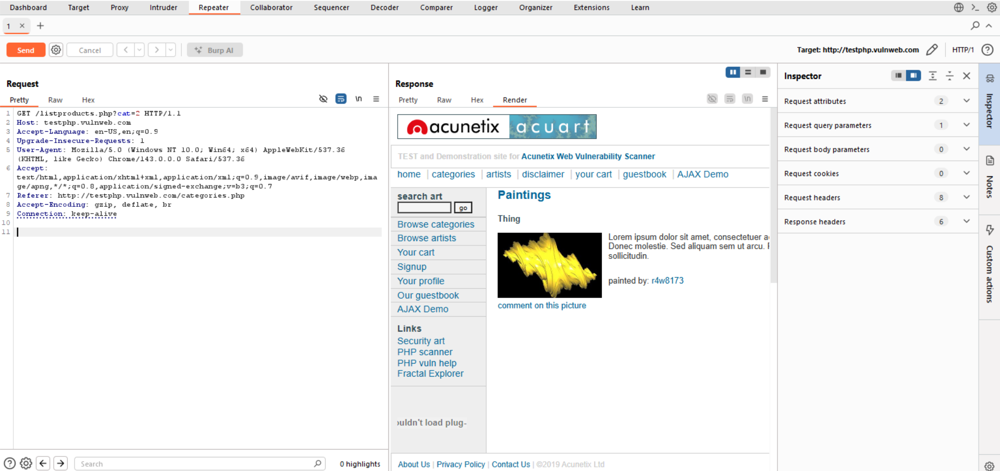 Dashboard Target Proxy Intruder Repeater Collaborator Sequencer Decoder Comparer Logger Organizer Extensions Learn
1 × +
Send Cancel < > Burp AI Target: http://testphp.vulnweb.com HTTP/1
Request
Pretty Raw Hex \n
1 GET /listproducts.php?cat=2 HTTP/1.1
2 Host: testphp.vulnweb.com
3 Accept-Language: en-US,en;q=0.9
4 Upgrade-Insecure-Requests: 1
5 User-Agent: Mozilla/5.0 (Windows NT 10.0; Win64; x64) AppleWebKit/537.36
(KHTML, like Gecko) Chrome/143.0.0.0 Safari/537.36
6 Accept:
text/html,application/xhtml+xml,application/xml;q=0.9,image/avif,image/webp,ima
ge/apng,*/*;q=0.8,application/signed-exchange;v=b3;q=0.7
7 Referer: http://testphp.vulnweb.com/categories.php
8 Accept-Encoding: gzip, deflate, br
9 Connection: keep-alive
10
11
Search 0 highlights
Response
Pretty Raw Hex Render \n
acunetix acuart
TEST and Demonstration site for Acunetix Web Vulnerability Scanner
home | categories | artists | disclaimer | your cart | guestbook | AJAX Demo
search art
go
Browse categories
Browse artists
Your cart
Signup
Your profile
Our guestbook
AJAX Demo
Links
Security art
PHP scanner
PHP vuln help
Fractal Explorer
ouldn't load plug-
Paintings
Thing
Lorem ipsum dolor sit amet, consectetuer a
Donec molestie. Sed aliquam sem ut arcu.
sollicitudin.
painted by: r4w8173
comment on this picture
About Us | Privacy Policy | Contact Us | ©2019 Acunetix Ltd
Inspector
Request attributes 2
Request query parameters 1
Request body parameters 0
Request cookies 0
Request headers 8
Response headers 6
Inspector
Notes
Custom actions